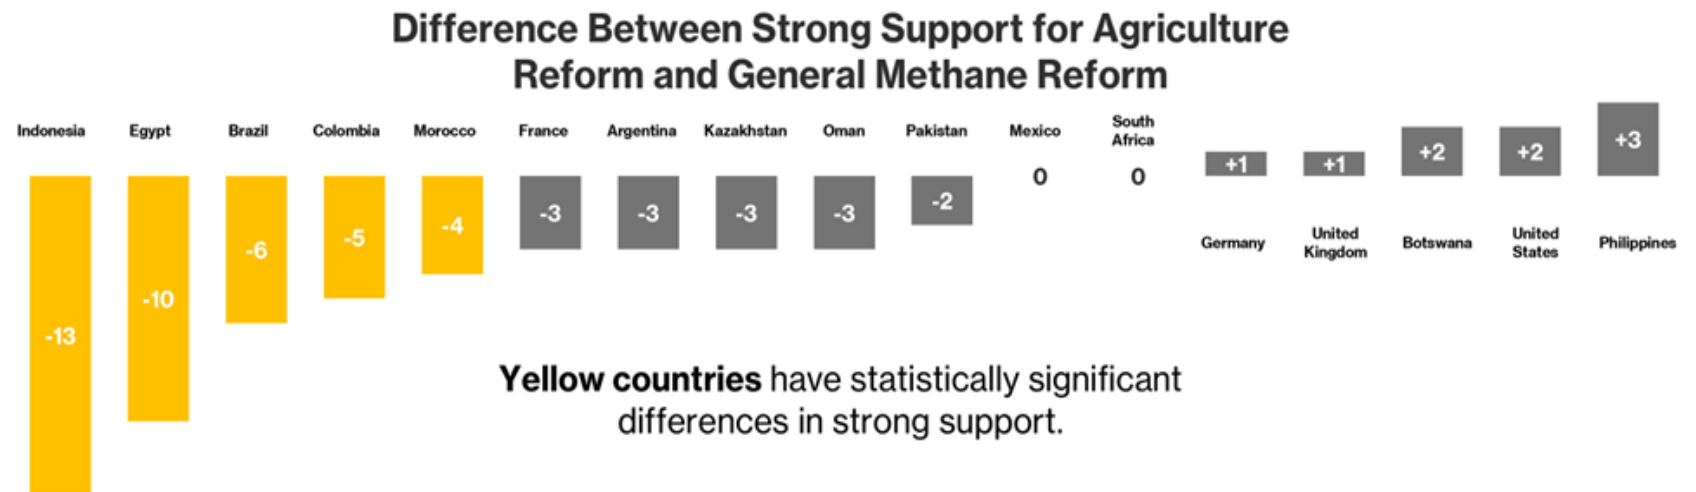 Difference Between Strong Support for Agriculture
Reform and General Methane Reform
Indonesia Egypt Brazil Colombia Morocco France Argentina Kazakhstan Oman Pakistan Mexico South Africa
-13 -10 -6 -5 -4 -3 -3 -3 -3 -2 0 0 +1 +1 +2 +2 +3
Germany United Kingdom Botswana United States Philippines
Yellow countries have statistically significant
differences in strong support.